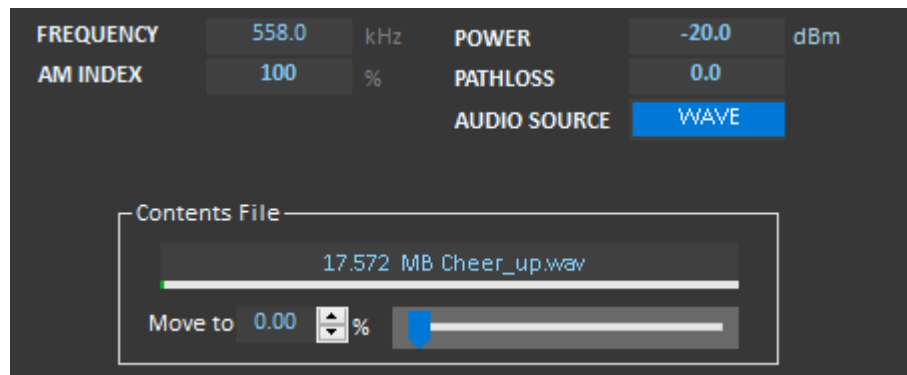 FREQUENCY 558.0 kHz POWER -20.0 dBm
AM INDEX 100 % PATHLOSS 0.0
AUDIO SOURCE WAVE
Contents File
17.572 MB Cheer_up.wav
Move to 0.00 %